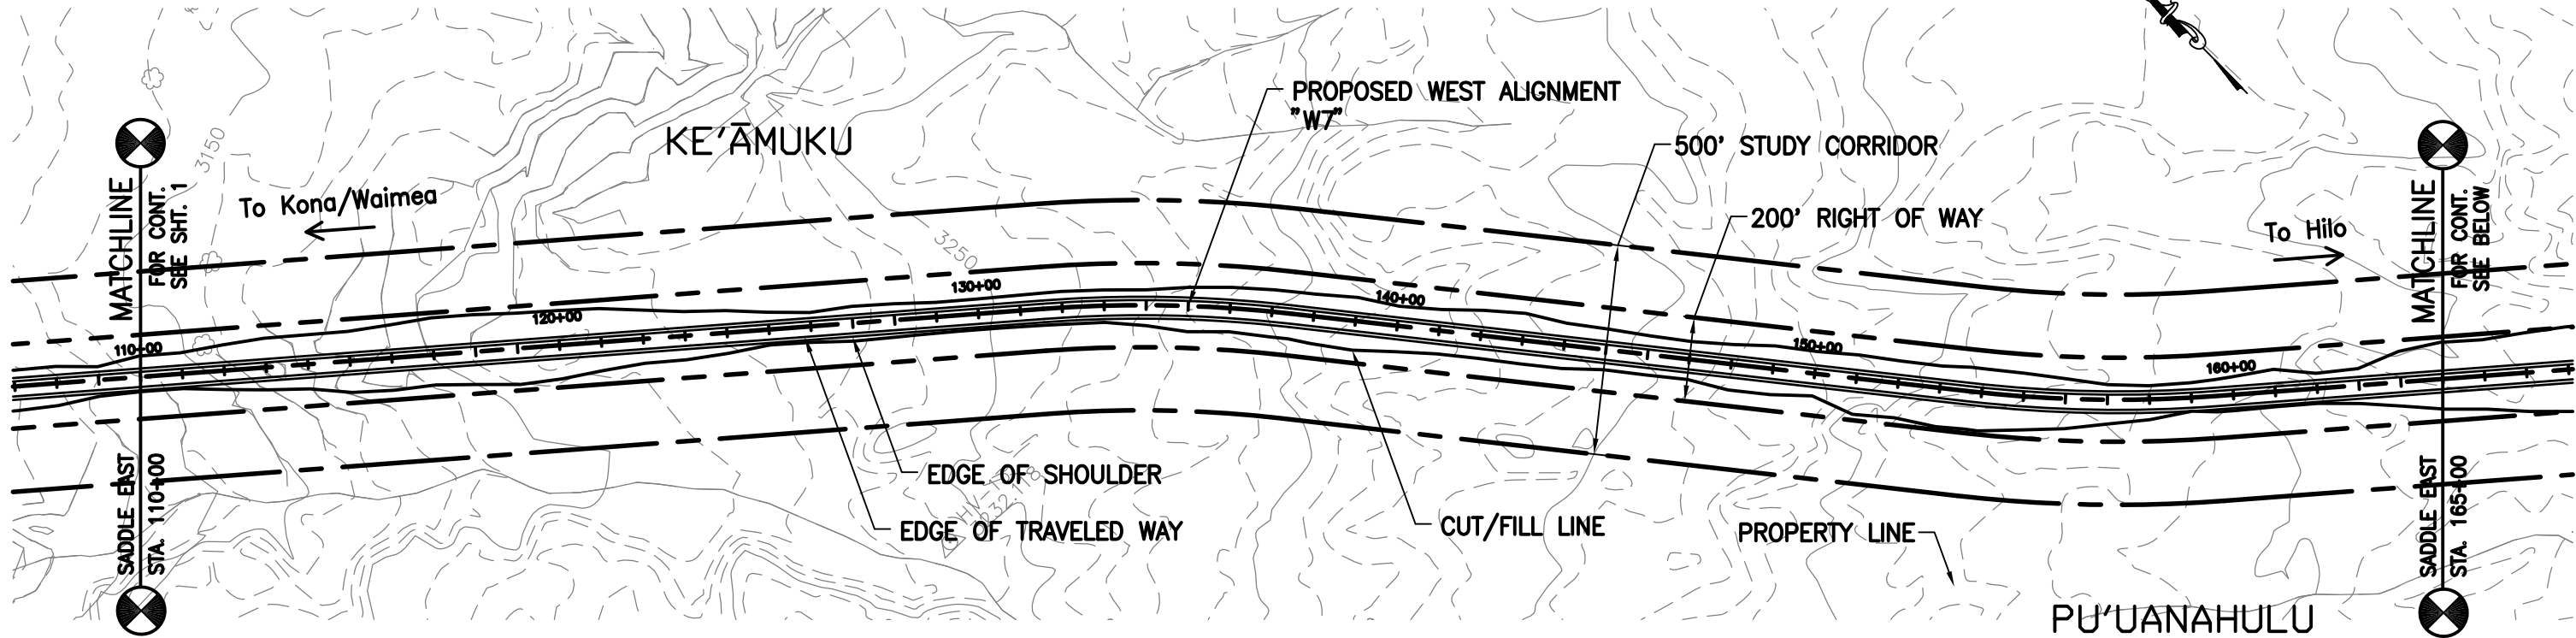 PROPOSED WEST ALIGNMENT
"W7"
KE'ĀMUKU
500' STUDY CORRIDOR
3150
MATCHLINE
FOR CONT.
SEE SHT. 1
To Kona/Waimea
200' RIGHT OF WAY
To Hilo
MATCHLINE
FOR CONT.
SEE BELOW
3250
130+00
140+00
120+00
110+00
150+00
160+00
EDGE OF SHOULDER
EDGE OF TRAVELED WAY
CUT/FILL LINE
PROPERTY LINE
SADDLE EAST
STA. 110+00
SADDLE EAST
STA. 165+00
PU'UANAHULU